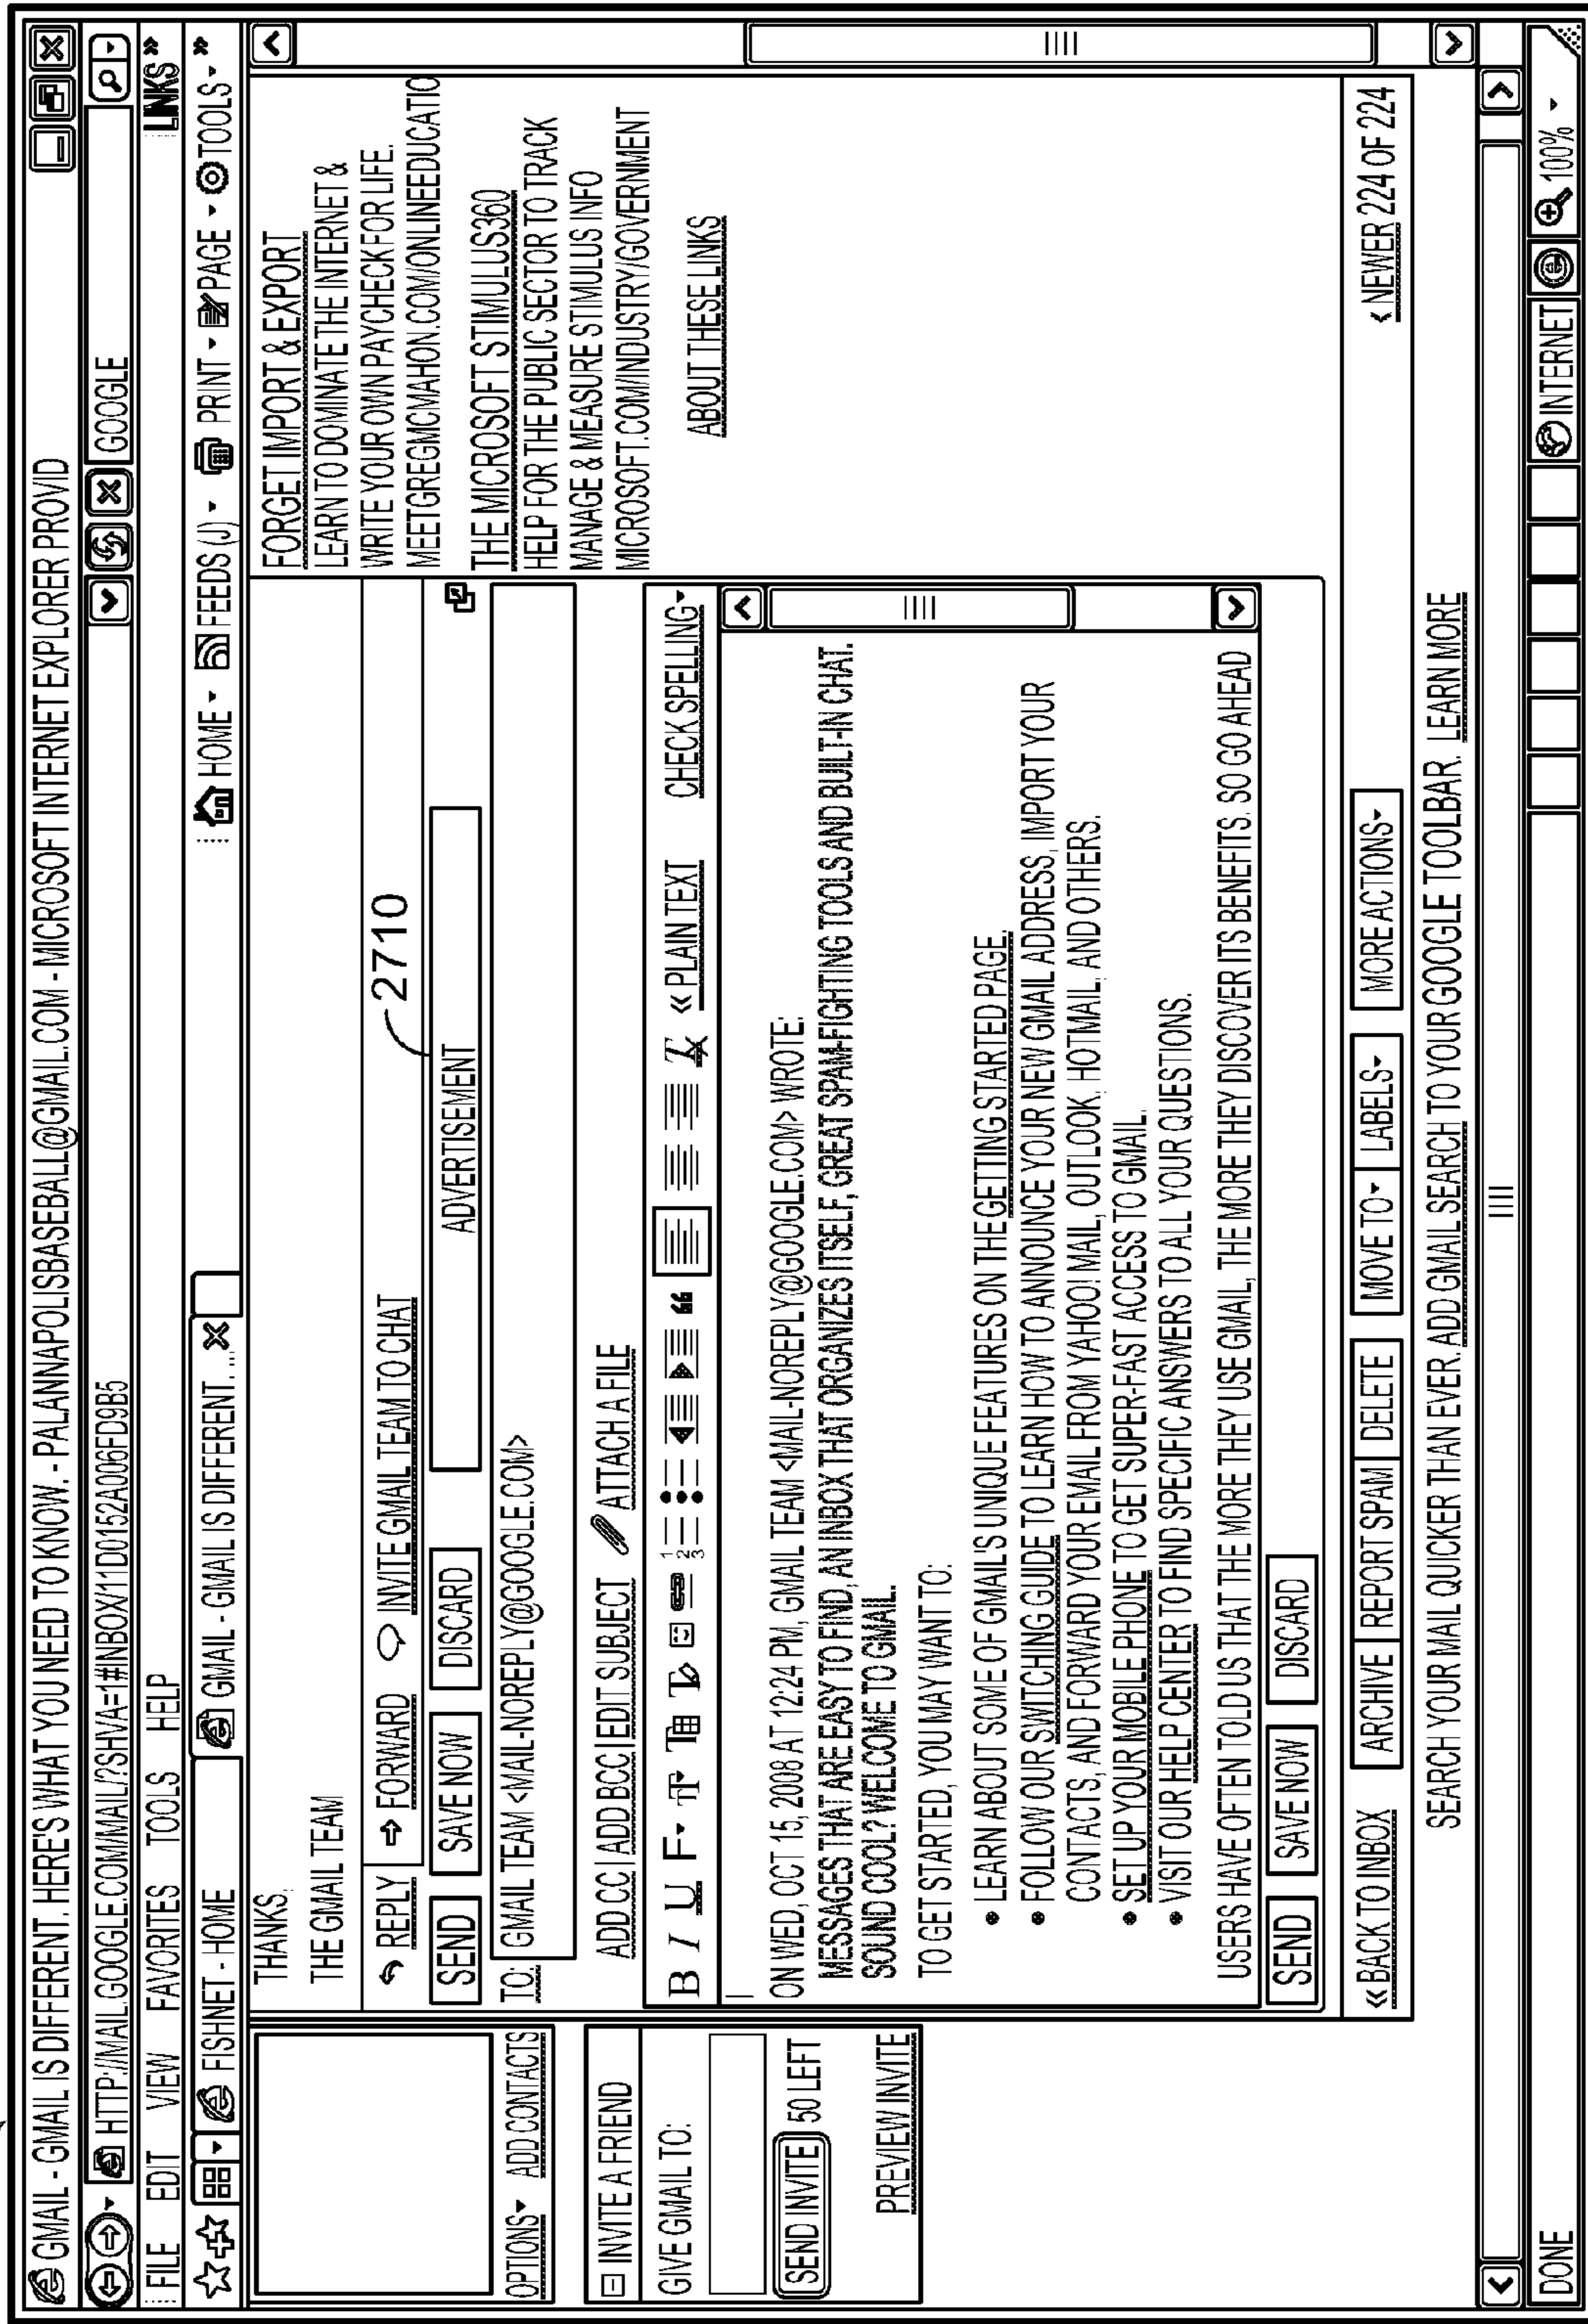 GMAIL - GMAIL IS DIFFERENT. HERE'S WHAT YOU NEED TO KNOW. - PALANNAPOLISBASEBALL@GMAIL.COM - MICROSOFT INTERNET EXPLORER PROVID
HTTP://MAIL.GOOGLE.COM/MAIL/?SHVA=1#INBOX/11D0152A006FD9B5
GOOGLE
FILE EDIT VIEW FAVORITES TOOLS HELP
LINKS »
FISHNET - HOME
GMAIL - GMAIL IS DIFFERENT. ...
HOME FEEDS (J) PRINT PAGE TOOLS »
THANKS,
THE GMAIL TEAM
REPLY FORWARD INVITE GMAIL TEAM TO CHAT
2710
SEND SAVE NOW DISCARD ADVERTISEMENT
TO: GMAIL TEAM <MAIL-NOREPLY@GOOGLE.COM>
ADD CC | ADD BCC | EDIT SUBJECT ATTACH A FILE
B I U F T T T « PLAIN TEXT CHECK SPELLING
ON WED, OCT 15, 2008 AT 12:24 PM, GMAIL TEAM <MAIL-NOREPLY@GOOGLE.COM> WROTE:
MESSAGES THAT ARE EASY TO FIND, AN INBOX THAT ORGANIZES ITSELF, GREAT SPAM-FIGHTING TOOLS AND BUILT-IN CHAT.
SOUND COOL? WELCOME TO GMAIL.
TO GET STARTED, YOU MAY WANT TO:
• LEARN ABOUT SOME OF GMAIL'S UNIQUE FEATURES ON THE GETTING STARTED PAGE.
• FOLLOW OUR SWITCHING GUIDE TO LEARN HOW TO ANNOUNCE YOUR NEW GMAIL ADDRESS, IMPORT YOUR
CONTACTS, AND FORWARD YOUR EMAIL FROM YAHOO! MAIL, OUTLOOK, HOTMAIL, AND OTHERS.
• SET UP YOUR MOBILE PHONE TO GET SUPER-FAST ACCESS TO GMAIL.
• VISIT OUR HELP CENTER TO FIND SPECIFIC ANSWERS TO ALL YOUR QUESTIONS.
USERS HAVE OFTEN TOLD US THAT THE MORE THEY USE GMAIL, THE MORE THEY DISCOVER ITS BENEFITS. SO GO AHEAD
SEND SAVE NOW DISCARD
OPTIONS ADD CONTACTS
INVITE A FRIEND
GIVE GMAIL TO:
SEND INVITE 50 LEFT
PREVIEW INVITE
FORGET IMPORT & EXPORT
LEARN TO DOMINATE THE INTERNET &
WRITE YOUR OWN PAYCHECK FOR LIFE.
MEETGREGMCMAHON.COM/ONLINEEDUCATIO
THE MICROSOFT STIMULUS360
HELP FOR THE PUBLIC SECTOR TO TRACK
MANAGE & MEASURE STIMULUS INFO
MICROSOFT.COM/INDUSTRY/GOVERNMENT
ABOUT THESE LINKS
« BACK TO INBOX ARCHIVE REPORT SPAM DELETE MOVE TO LABELS MORE ACTIONS < NEWER 224 OF 224
SEARCH YOUR MAIL QUICKER THAN EVER. ADD GMAIL SEARCH TO YOUR GOOGLE TOOLBAR. LEARN MORE
DONE INTERNET 100%